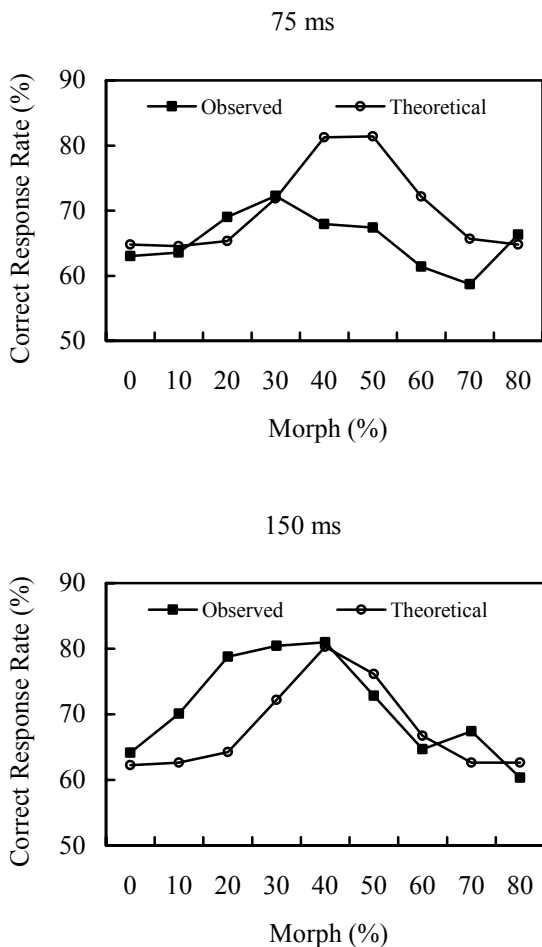 75 ms
90
Observed Theoretical
80
70
60
50
0 10 20 30 40 50 60 70 80
Correct Response Rate (%)
Morph (%)
150 ms
90
Observed Theoretical
80
70
60
50
0 10 20 30 40 50 60 70 80
Correct Response Rate (%)
Morph (%)